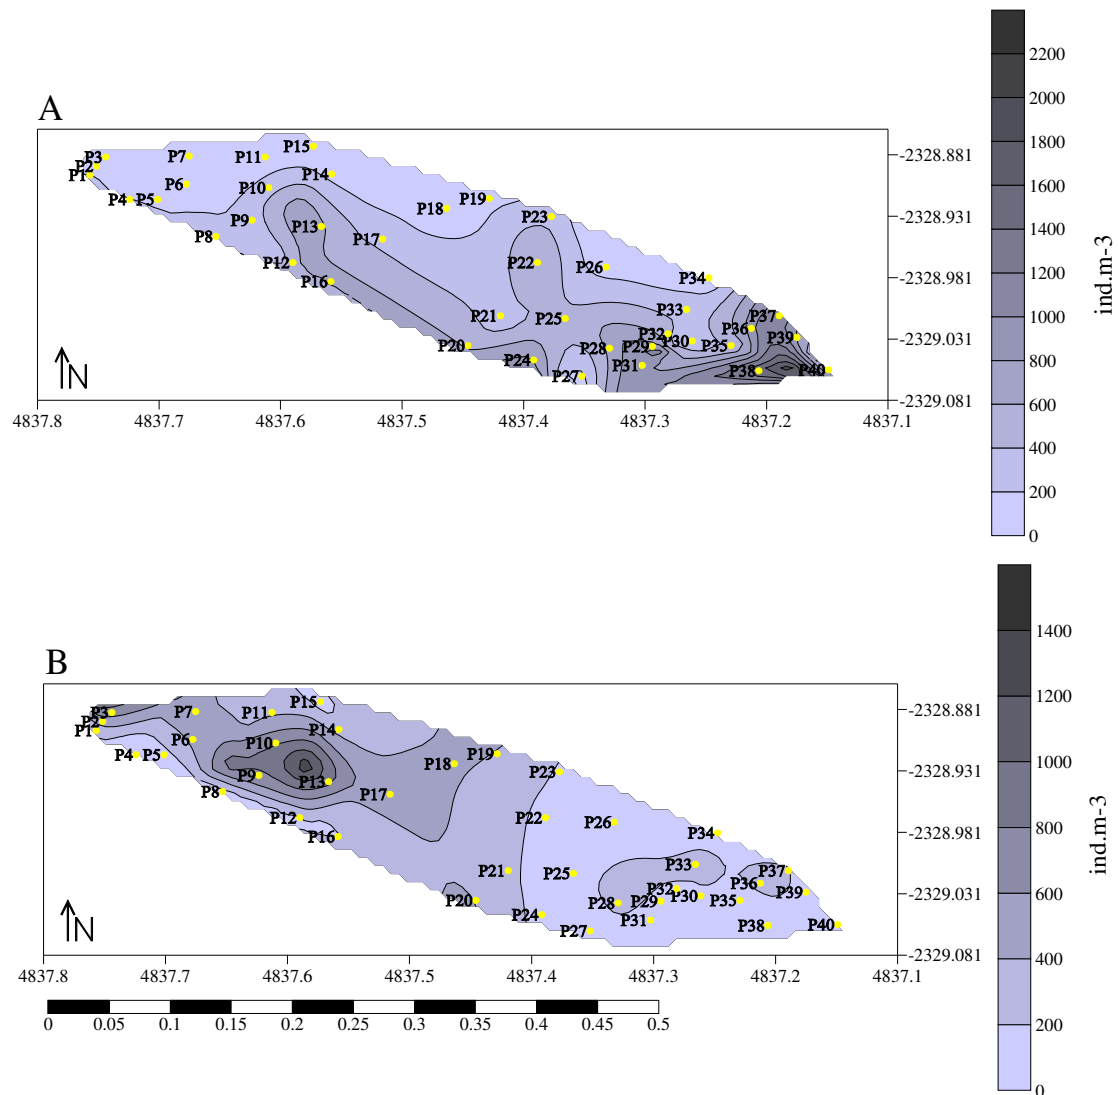 2200
A
2000
1800
P15
P3 P7 P11
-2328.881
P2
P1 P14
1600
P6 P10
P4 P5 P19
P18
1400
P9 P23
-2328.931
P13
P8 P17
1200
ind.m-3
P12 P22 P26
P16 P34
-2328.981
1000
P33
P21 P25 P37
P36
P32
P20 P28 P29 P30 P35 P39
-2329.031
800
P24 P31
P27 P38 P40
N
600
-2329.081
4837.8 4837.7 4837.6 4837.5 4837.4 4837.3 4837.2 4837.1
400
200
0
B
1400
P15
P3 P7 P11
-2328.881
1200
P2
P1 P14
P6 P10
P4 P5 P19
P18
1000
P9 P23
-2328.931
P13
P8 P17
800
ind.m-3
P12 P22 P26
P16 P34
-2328.981
P33
P21 P25 P37
600
P36
P32
P20 P28 P29 P30 P35 P39
-2329.031
P24 P31
P27 P38 P40
N
400
-2329.081
4837.8 4837.7 4837.6 4837.5 4837.4 4837.3 4837.2 4837.1
200
0 0.05 0.1 0.15 0.2 0.25 0.3 0.35 0.4 0.45 0.5
0